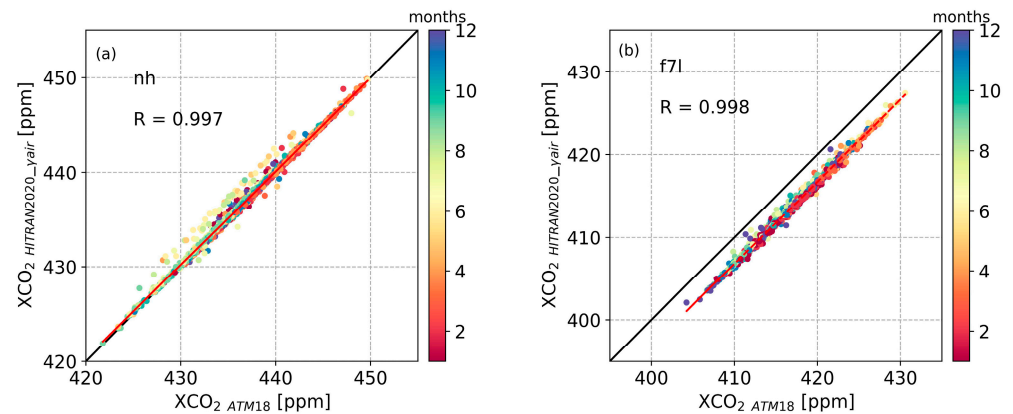 months
(a)
nh
R = 0.997
XCO2 HITRAN2020_yair [ppm]
450
440
430
420
420 430 440 450
XCO2 ATM18 [ppm]
12
10
8
6
4
2
months
(b)
f7l
R = 0.998
XCO2 HITRAN2020_yair [ppm]
430
420
410
400
400 410 420 430
XCO2 ATM18 [ppm]
12
10
8
6
4
2